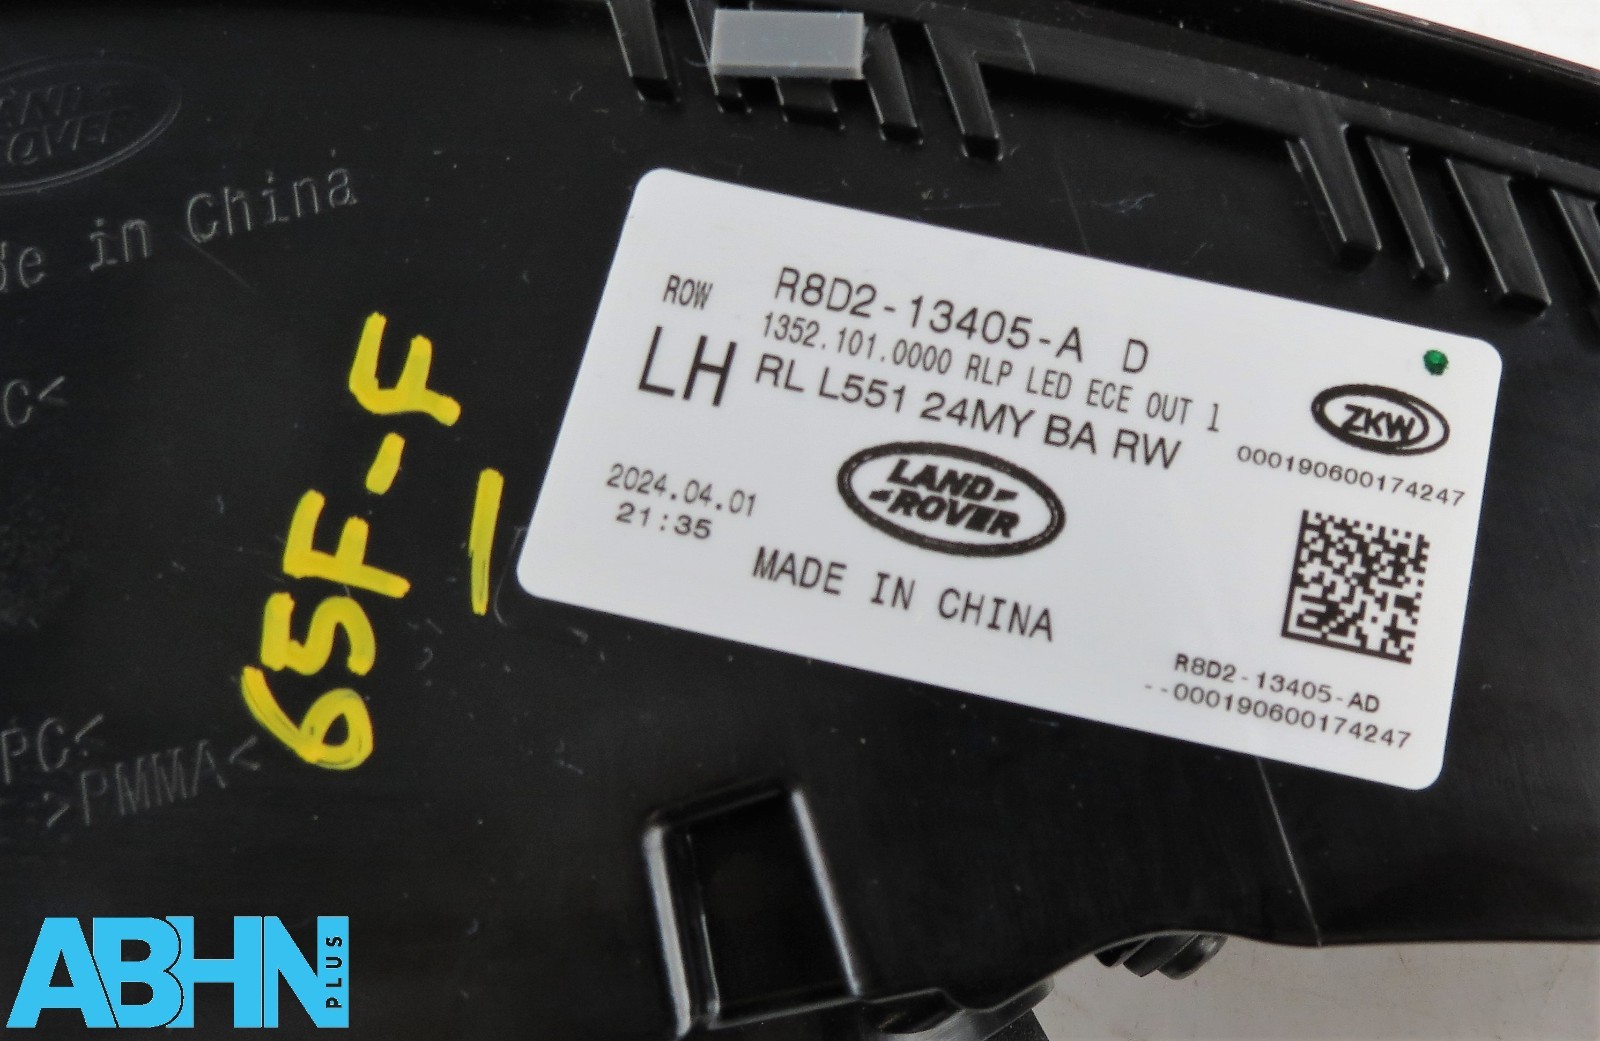 ROVER
in China
C<
PC<
>PMMA<
65F-F
ROW
LH
R8D2-13405-A D
1352.101.0000 RLP LED ECE OUT 1
RL L551 24MY BA RW
ZKW
000190600174247
2024.04.01
21:35
LAND
ROVER
MADE IN CHINA
R8D2-13405-AD
--000190600174247
ABHN
PLUS